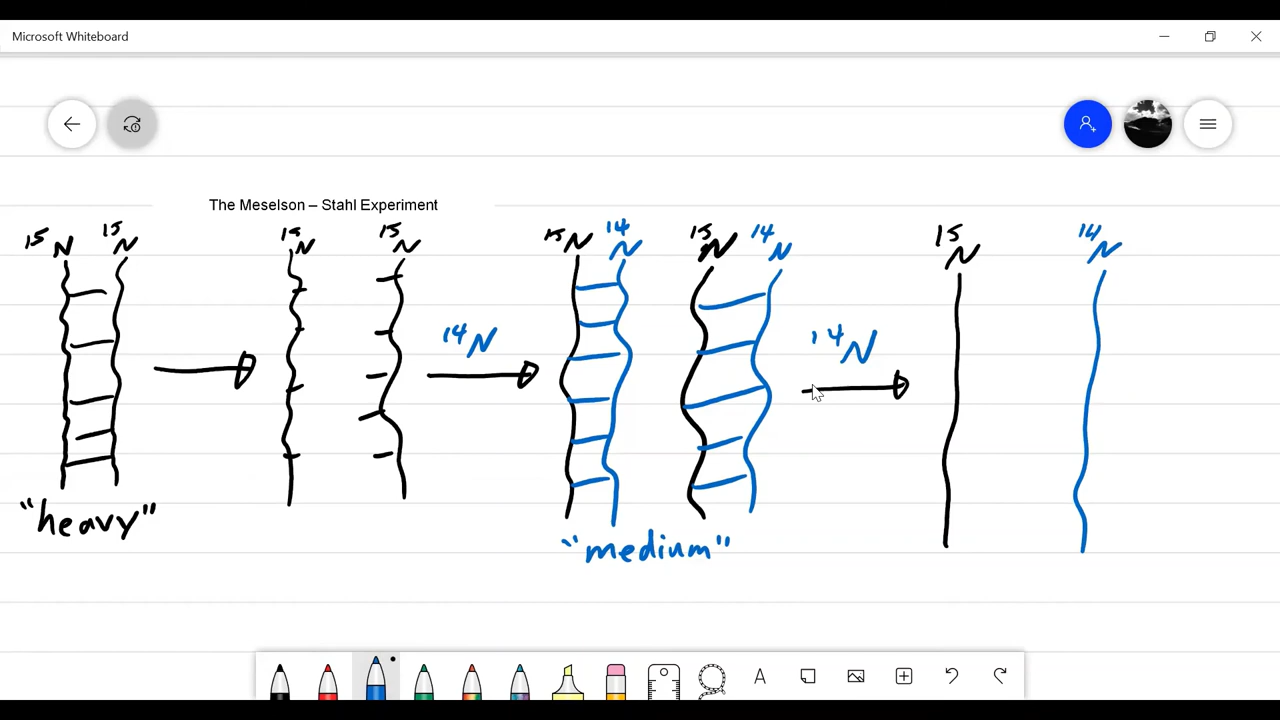 Microsoft Whiteboard
The Meselson – Stahl Experiment
15N 15N 15N 15N 15N 14N 15N 14N 15N 14N
14N 14N
"heavy"
"medium"
A